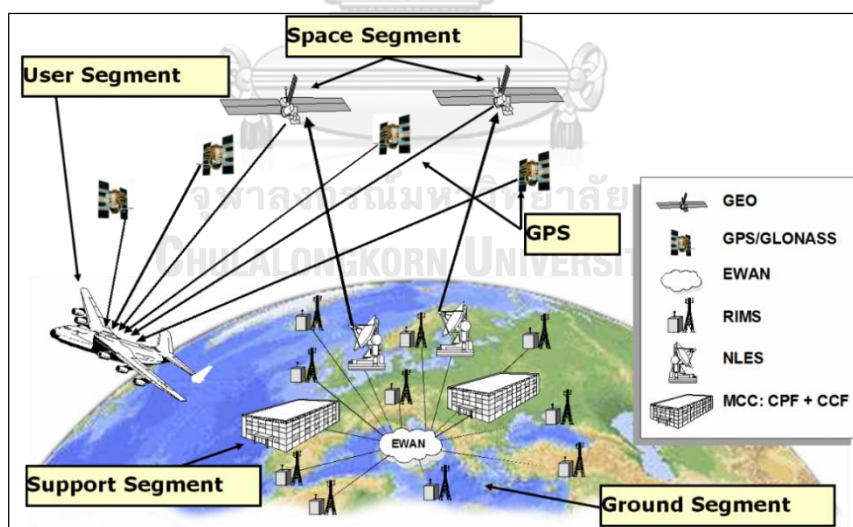 Space Segment
User Segment
จุฬาลงกรณ์มหาวิทยาลัย
GPS
CHULALONGKORN UNIVERSIT
GEO
GPS/GLONASS
EWAN
RIMS
NLES
MCC: CPF + CCF
EWAN
Support Segment
Ground Segment